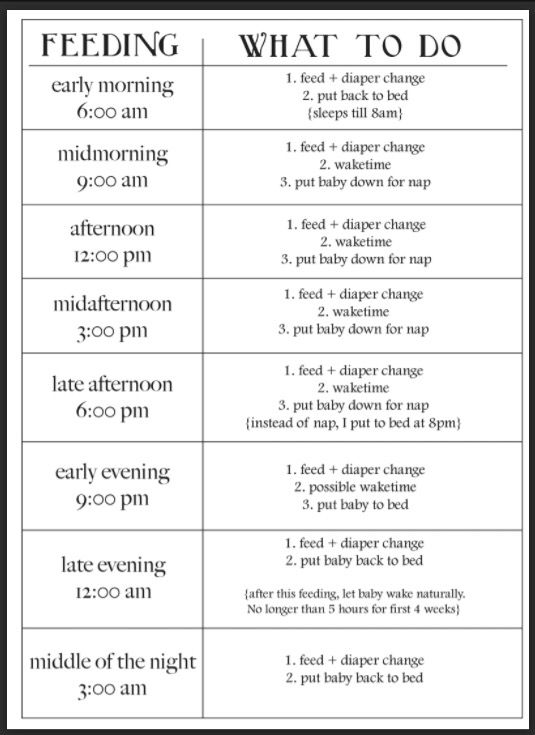 FEEDING
WHAT TO DO
early morning
6:00 am
1. feed + diaper change
2. put back to bed
{sleeps till 8am}
midmorning
9:00 am
1. feed + diaper change
2. waketime
3. put baby down for nap
afternoon
12:00 pm
1. feed + diaper change
2. waketime
3. put baby down for nap
midafternoon
3:00 pm
1. feed + diaper change
2. waketime
3. put baby down for nap
late afternoon
6:00 pm
1. feed + diaper change
2. waketime
3. put baby down for nap
{instead of nap, I put to bed at 8pm}
early evening
9:00 pm
1. feed + diaper change
2. possible waketime
3. put baby to bed
late evening
12:00 am
1. feed + diaper change
2. put baby back to bed
{after this feeding, let baby wake naturally.
No longer than 5 hours for first 4 weeks}
middle of the night
3:00 am
1. feed + diaper change
2. put baby back to bed